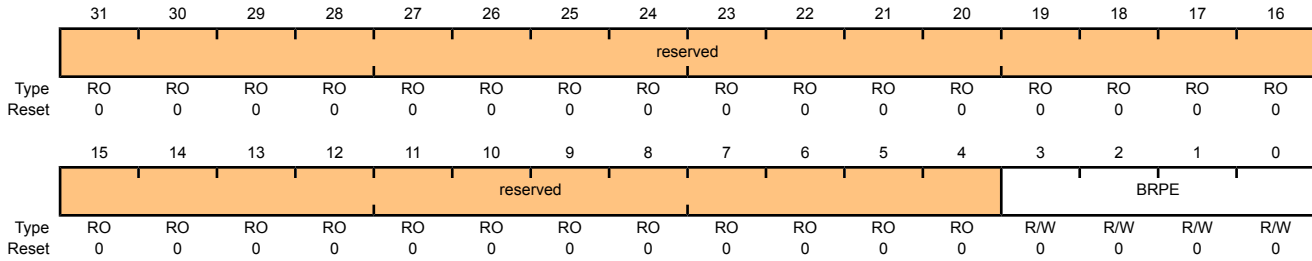 31 30 29 28 27 26 25 24 23 22 21 20 19 18 17 16
reserved
Type RO RO RO RO RO RO RO RO RO RO RO RO RO RO RO RO
Reset 0 0 0 0 0 0 0 0 0 0 0 0 0 0 0 0
15 14 13 12 11 10 9 8 7 6 5 4 3 2 1 0
reserved BRPE
Type RO RO RO RO RO RO RO RO RO RO RO RO R/W R/W R/W R/W
Reset 0 0 0 0 0 0 0 0 0 0 0 0 0 0 0 0